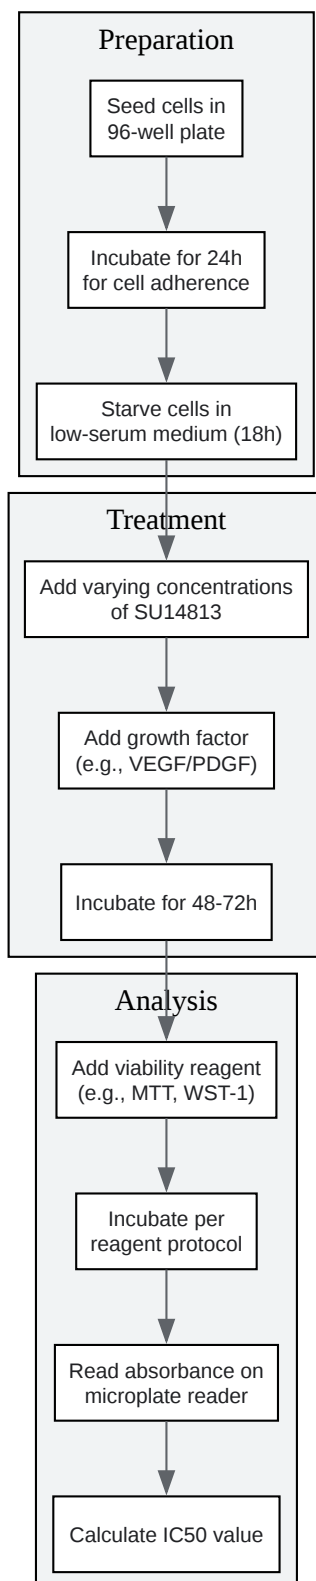 Preparation
Seed cells in
96-well plate
Incubate for 24h
for cell adherence
Starve cells in
low-serum medium (18h)
Treatment
Add varying concentrations
of SU14813
Add growth factor
(e.g., VEGF/PDGF)
Incubate for 48-72h
Analysis
Add viability reagent
(e.g., MTT, WST-1)
Incubate per
reagent protocol
Read absorbance on
microplate reader
Calculate IC50 value